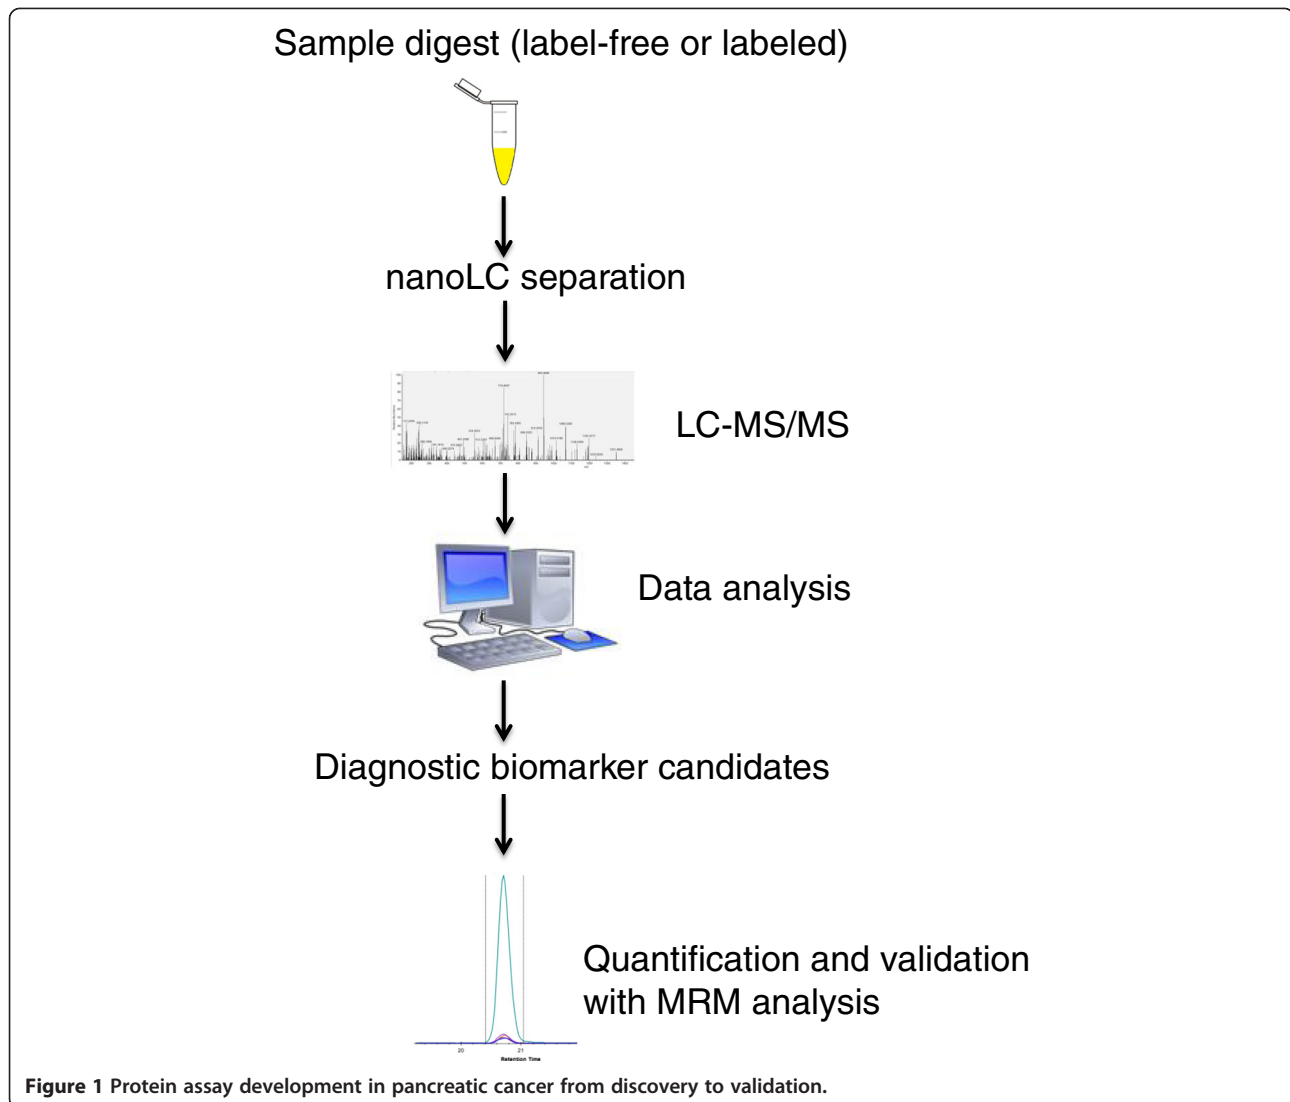 Sample digest (label-free or labeled)
nanoLC separation
LC-MS/MS
Data analysis
Diagnostic biomarker candidates
Quantification and validation
with MRM analysis
20 21
Retention Time
Figure 1 Protein assay development in pancreatic cancer from discovery to validation.